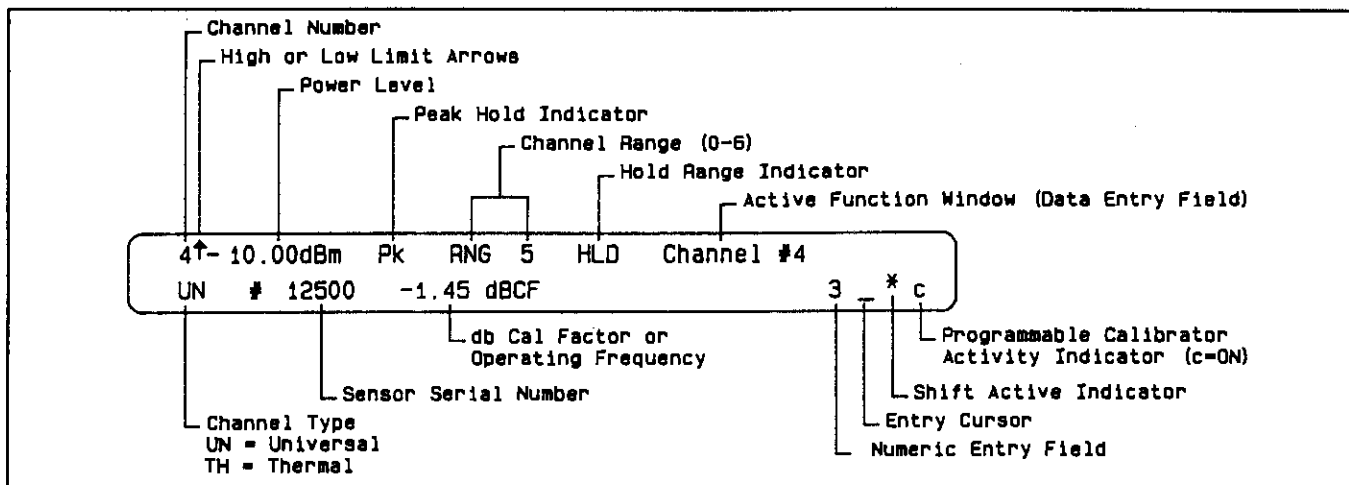 Channel Number
High or Low Limit Arrows
Power Level
Peak Hold Indicator
Channel Range (0-6)
Hold Range Indicator
Active Function Window (Data Entry Field)
4↑- 10.00dBm Pk RNG 5 HLD Channel #4
UN # 12500 -1.45 dBCF 3 _ * c
db Cal Factor or
Operating Frequency
Programmable Calibrator
Activity Indicator (c=ON)
Sensor Serial Number
Shift Active Indicator
Channel Type
UN = Universal
TH = Thermal
Entry Cursor
Numeric Entry Field